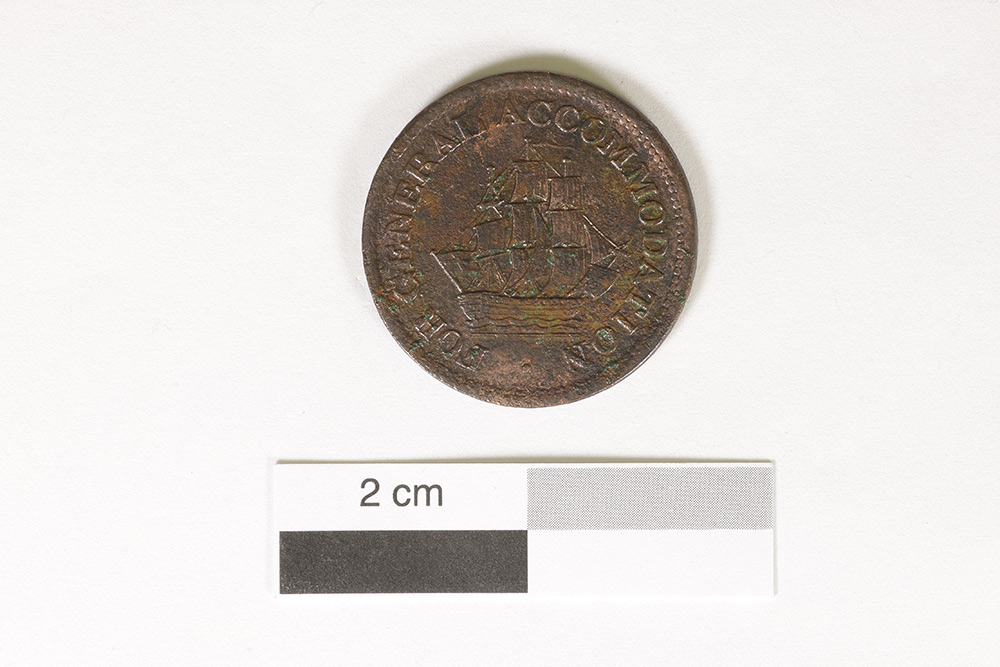 FOR GENERAL ACCOMMODATION
2 cm